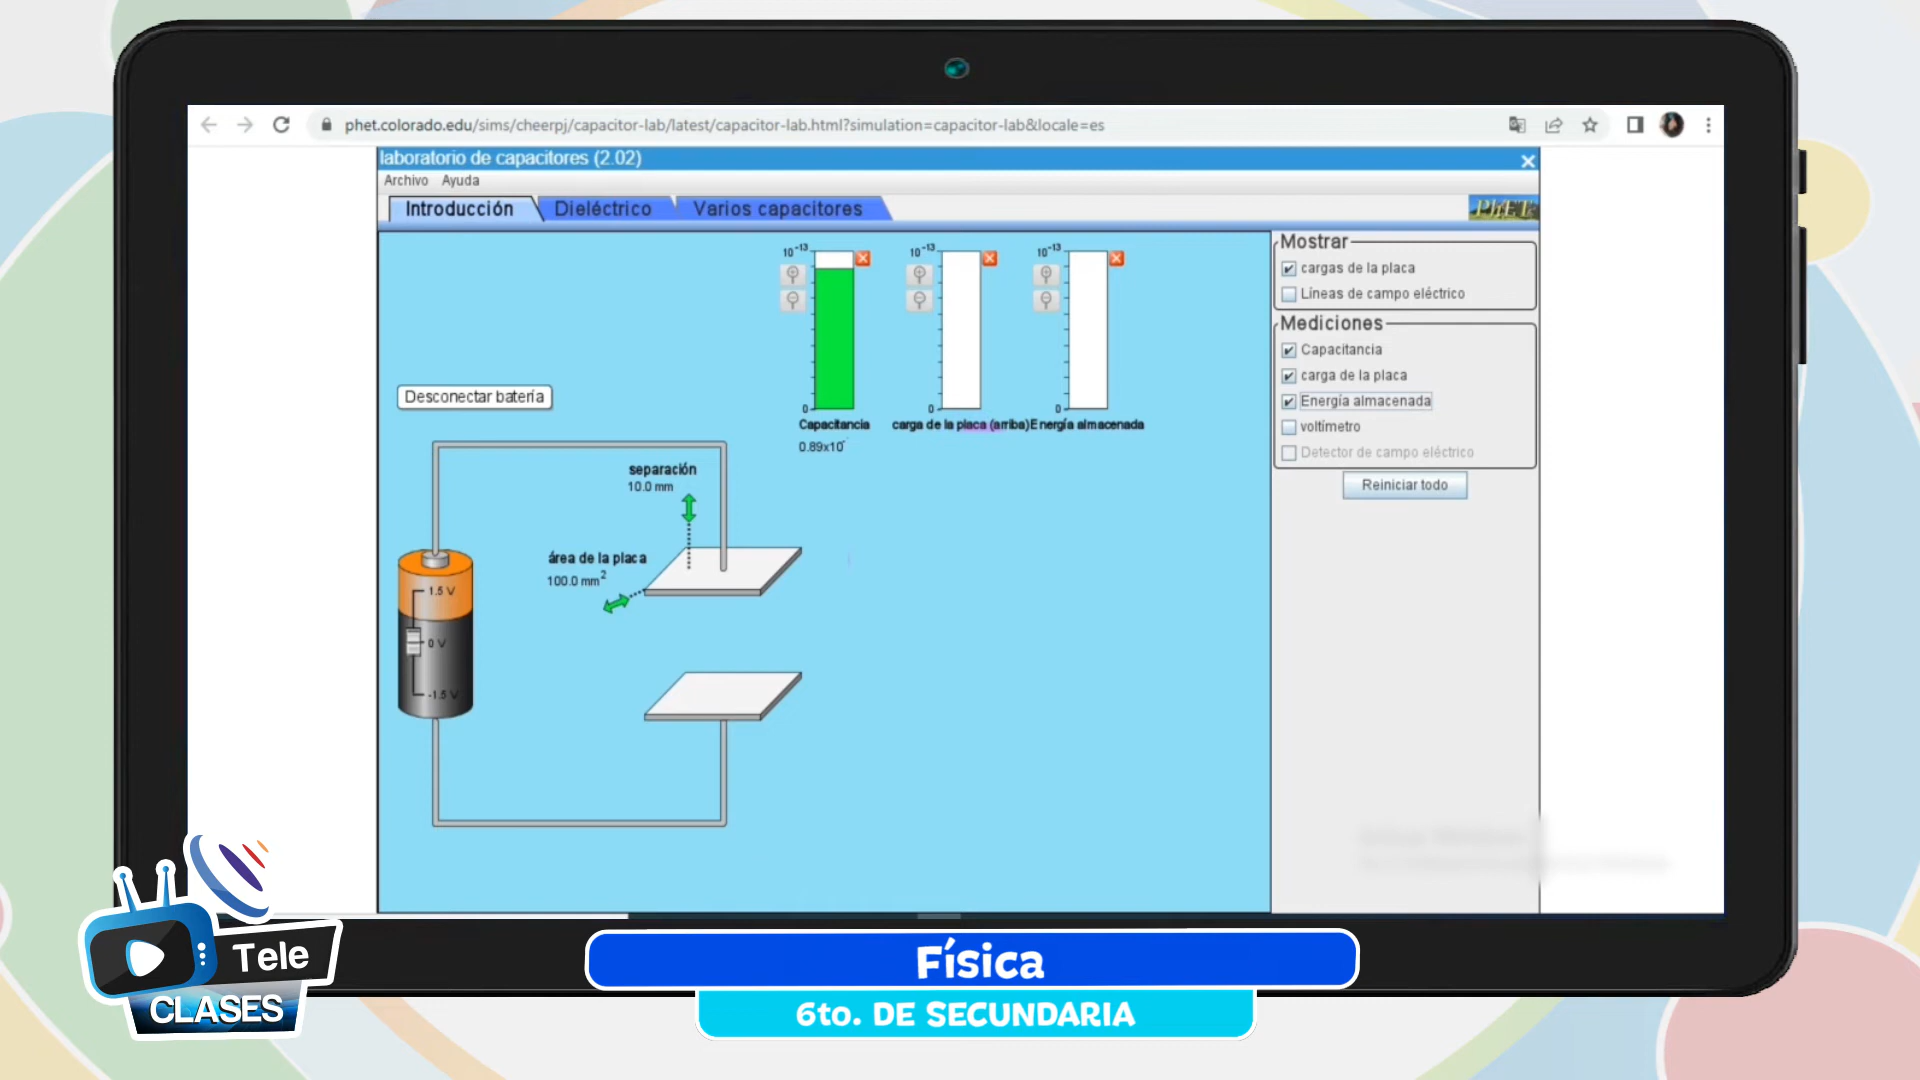 phet.colorado.edu/sims/cheerpj/capacitor-lab/latest/capacitor-lab.html?simulation=capacitor-lab&locale=es
laboratorio de capacitores (2.02)
Archivo Ayuda
Introducción Dieléctrico Varios capacitores
PhET
10⁻¹³ 10⁻¹³ 10⁻¹³
0 0 0
Capacitancia carga de la placa (arriba) Energía almacenada
0.89x10
Mostrar
cargas de la placa
Líneas de campo eléctrico
Mediciones
Capacitancia
carga de la placa
Energía almacenada
voltímetro
Detector de campo eléctrico
Reiniciar todo
Desconectar batería
separación
10.0 mm
área de la placa
100.0 mm²
1.5 V
0 V
-1.5 V
Tele
CLASES
Física
6to. DE SECUNDARIA